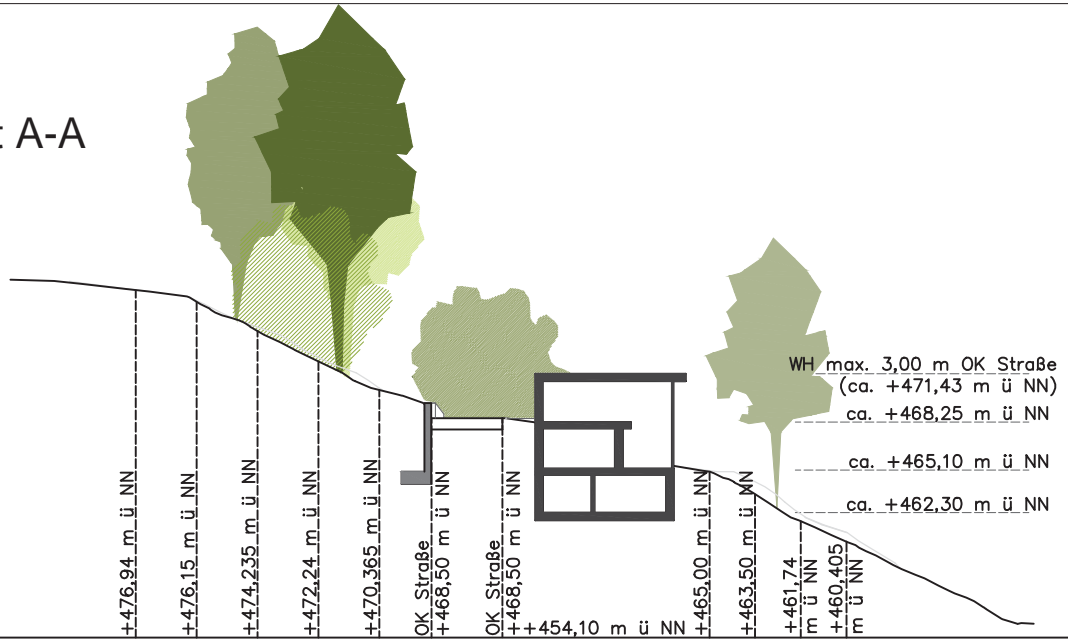 A-A
WH max. 3,00 m OK Straße
(ca. +471,43 m ü NN)
ca. +468,25 m ü NN
ca. +465,10 m ü NN
ca. +462,30 m ü NN
+476,94 m ü NN
+476,15 m ü NN
+474,235 m ü NN
+472,24 m ü NN
+470,365 m ü NN
OK Straße
+468,50 m ü NN
OK Straße
+468,50 m ü NN
++454,10 m ü NN
+465,00 m ü NN
+463,50 m ü NN
+461,74
m ü NN
+460,405
m ü NN